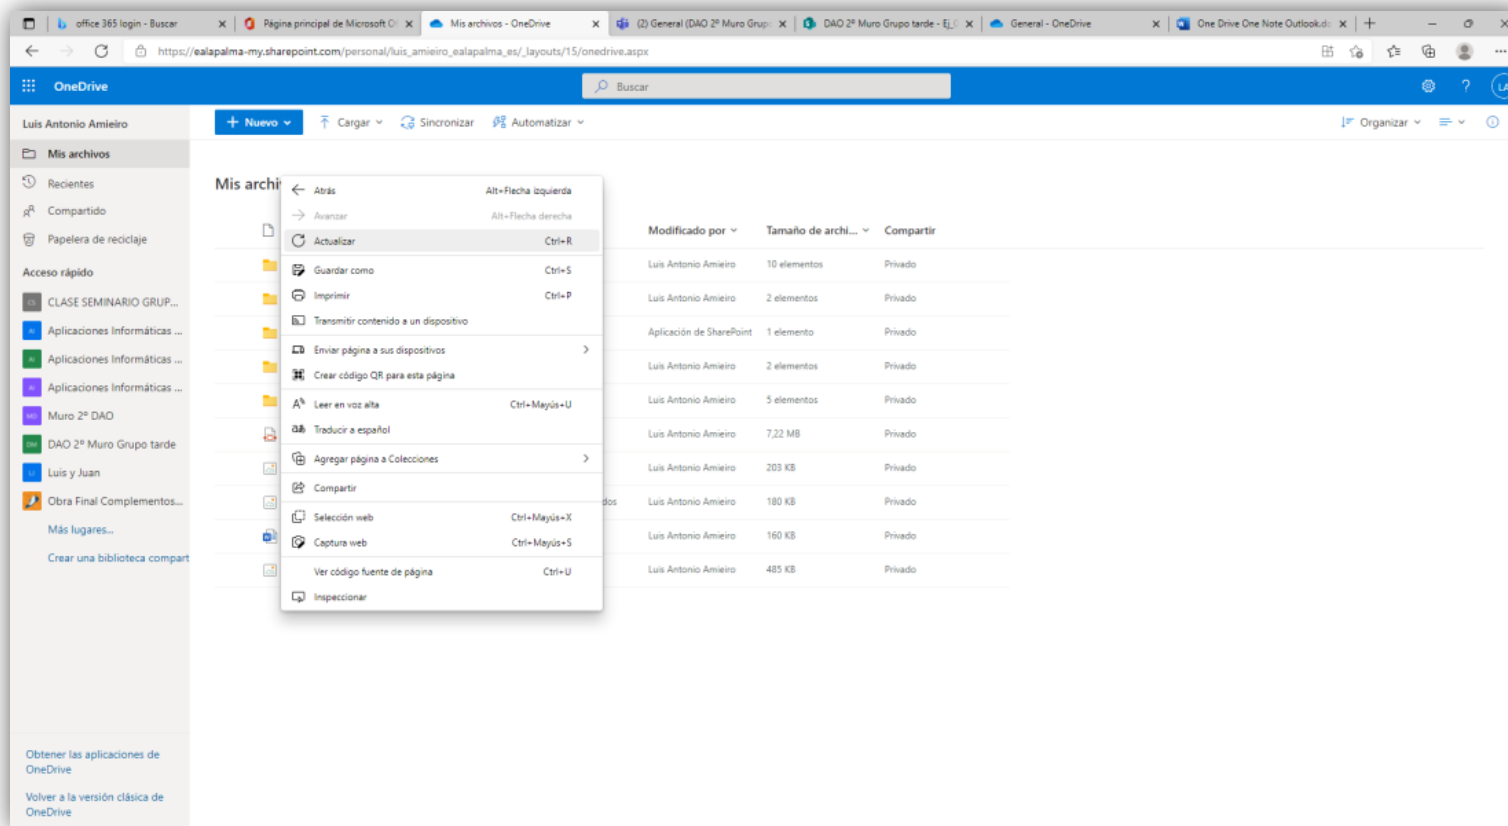 office 365 login - Buscar
Página principal de Microsoft O
Mis archivos - OneDrive
(2) General (DAO 2º Muro Grup
DAO 2º Muro Grupo tarde - Ej_
General - OneDrive
One Drive One Note Outlook.do
https://ealapalma-my.sharepoint.com/personal/luis_amieiro_ealapalma_es/_layouts/15/onedrive.aspx
OneDrive
Buscar
LA
Luis Antonio Amieiro
Nuevo
Cargar
Sincronizar
Automatizar
Organizar
Mis archivos
Recientes
Compartido
Papelera de reciclaje
Acceso rápido
CS CLASE SEMINARIO GRUP...
AI Aplicaciones Informáticas ...
AI Aplicaciones Informáticas ...
AI Aplicaciones Informáticas ...
MD Muro 2º DAO
DM DAO 2º Muro Grupo tarde
LI Luis y Juan
Obra Final Complementos...
Más lugares...
Crear una biblioteca compart
Obtener las aplicaciones de
OneDrive
Volver a la versión clásica de
OneDrive
Mis archi
Atrás Alt+Flecha izquierda
Avanzar Alt+Flecha derecha
Actualizar Ctrl+R
Guardar como Ctrl+S
Imprimir Ctrl+P
Transmitir contenido a un dispositivo
Enviar página a sus dispositivos
Crear código QR para esta página
Leer en voz alta Ctrl+Mayús+U
Traducir a español
Agregar página a Colecciones
Compartir
Selección web Ctrl+Mayús+X
Captura web Ctrl+Mayús+S
Ver código fuente de página Ctrl+U
Inspeccionar
Modificado por Tamaño de archi... Compartir
Luis Antonio Amieiro 10 elementos Privado
Luis Antonio Amieiro 2 elementos Privado
Aplicación de SharePoint 1 elemento Privado
Luis Antonio Amieiro 2 elementos Privado
Luis Antonio Amieiro 5 elementos Privado
Luis Antonio Amieiro 7,22 MB Privado
Luis Antonio Amieiro 203 KB Privado
dos Luis Antonio Amieiro 180 KB Privado
Luis Antonio Amieiro 160 KB Privado
Luis Antonio Amieiro 485 KB Privado